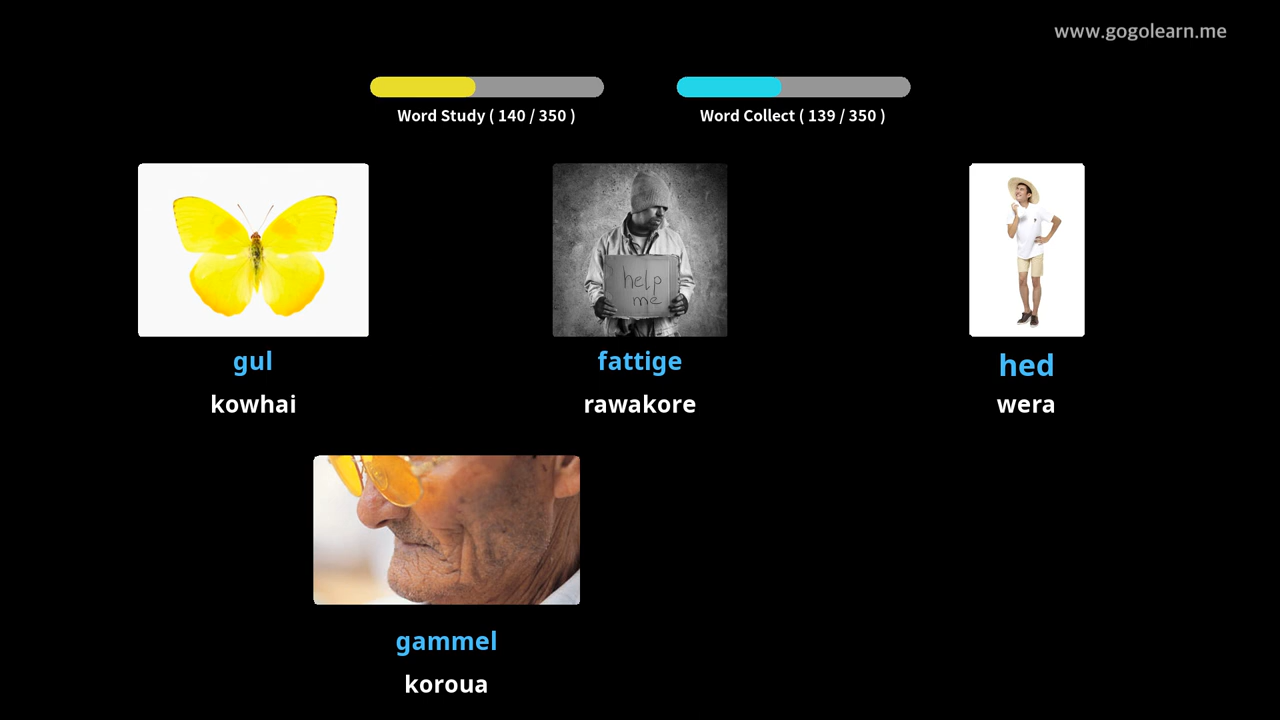 www.gogolearn.me
Word Study ( 140 / 350 )
Word Collect ( 139 / 350 )
help
me
gul
fattige
hed
kowhai
rawakore
wera
gammel
koroua